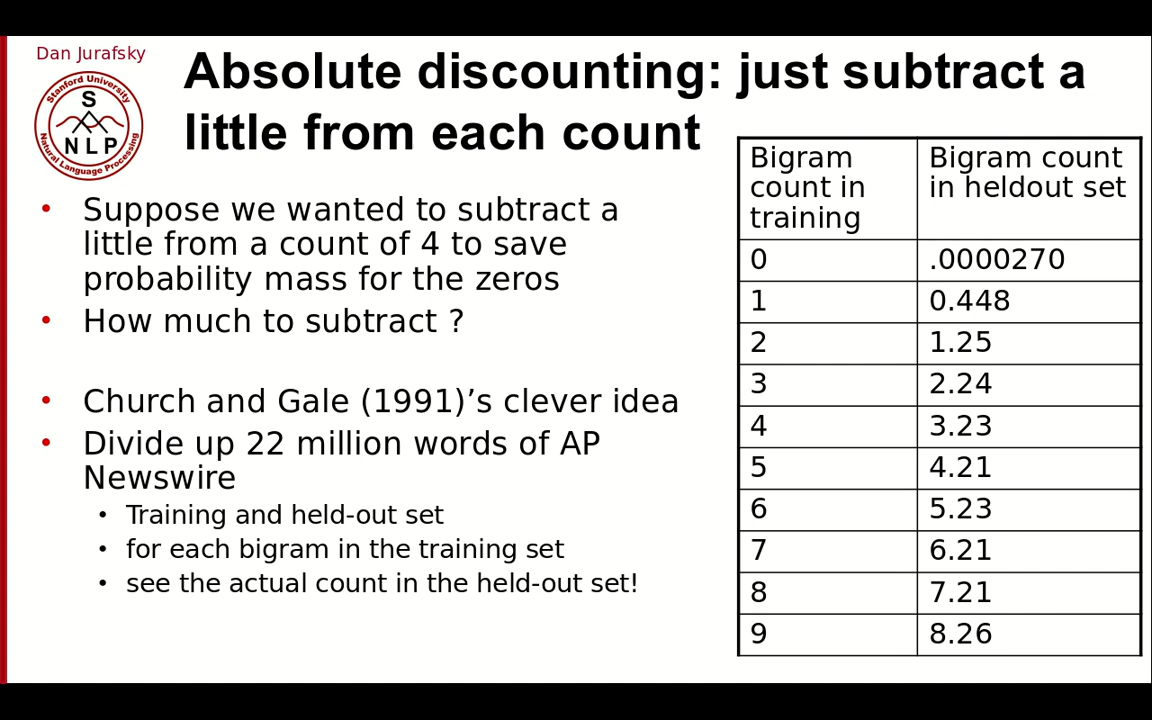 Dan Jurafsky
Stanford University
S
N L P
Natural Language Processing
Absolute discounting: just subtract a
little from each count
• Suppose we wanted to subtract a
little from a count of 4 to save
probability mass for the zeros
• How much to subtract ?
• Church and Gale (1991)’s clever idea
• Divide up 22 million words of AP
Newswire
• Training and held-out set
• for each bigram in the training set
• see the actual count in the held-out set!
Bigram count in training | Bigram count in heldout set
0 .0000270
1 0.448
2 1.25
3 2.24
4 3.23
5 4.21
6 5.23
7 6.21
8 7.21
9 8.26